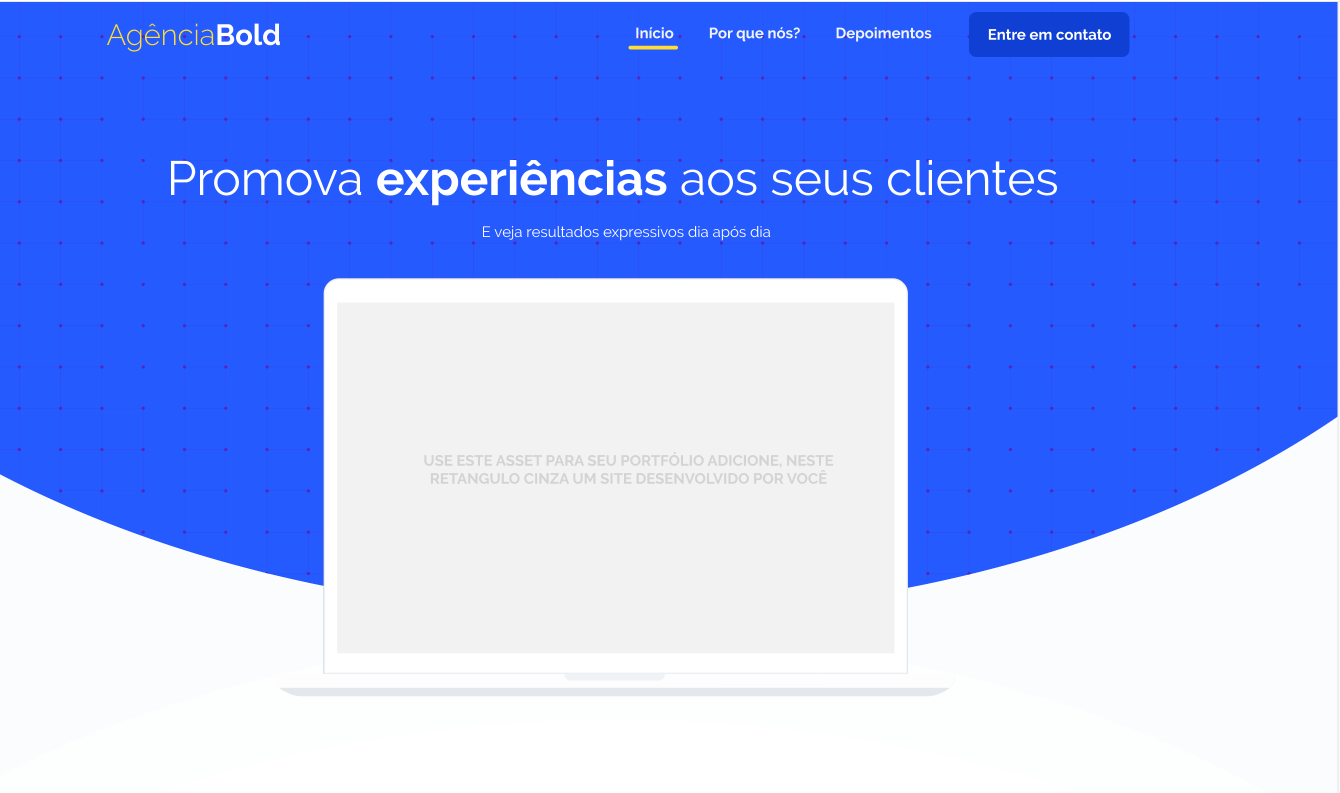 AgênciaBold
Início
Por que nós?
Depoimentos
Entre em contato
Promova experiências aos seus clientes
E veja resultados expressivos dia após dia
USE ESTE ASSET PARA SEU PORTFÓLIO ADICIONE, NESTE
RETANGULO CINZA UM SITE DESENVOLVIDO POR VOCÊ